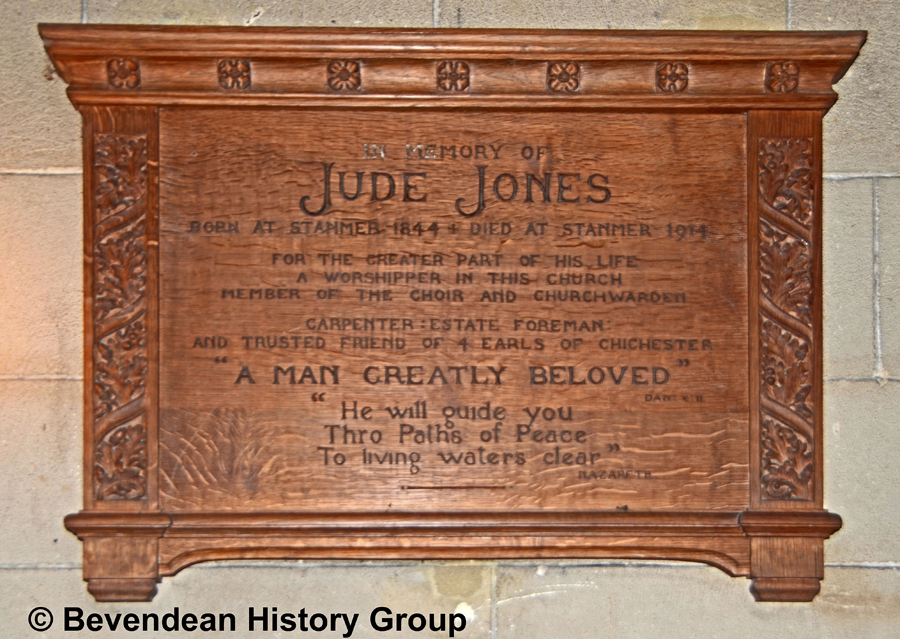 IN MEMORY OF
JUDE JONES
BORN AT STANMER 1844 + DIED AT STANMER 1914
FOR THE GREATER PART OF HIS LIFE
A WORSHIPPER IN THIS CHURCH
MEMBER OF THE CHOIR AND CHURCHWARDEN
CARPENTER : ESTATE FOREMAN :
AND TRUSTED FRIEND OF 4 EARLS OF CHICHESTER
"A MAN GREATLY BELOVED"
DAN: X: 11
"He will guide you
Thro Paths of Peace
To living waters clear"
NAZARETH
© Bevendean History Group